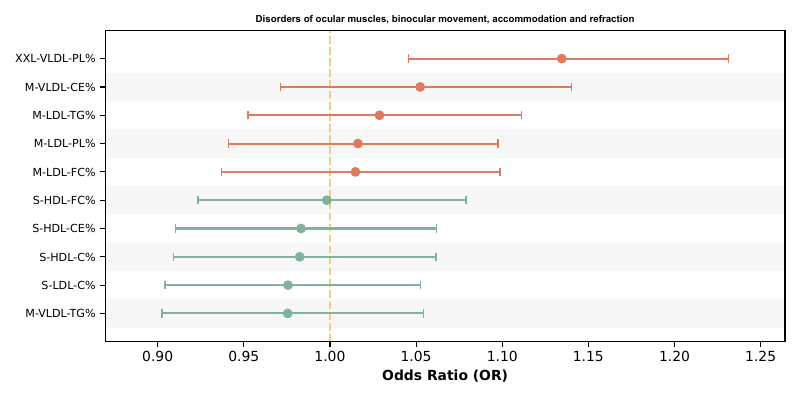 Disorders of ocular muscles, binocular movement, accommodation and refraction
XXL-VLDL-PL%
M-VLDL-CE%
M-LDL-TG%
M-LDL-PL%
M-LDL-FC%
S-HDL-FC%
S-HDL-CE%
S-HDL-C%
S-LDL-C%
M-VLDL-TG%
0.90 0.95 1.00 1.05 1.10 1.15 1.20 1.25
Odds Ratio (OR)